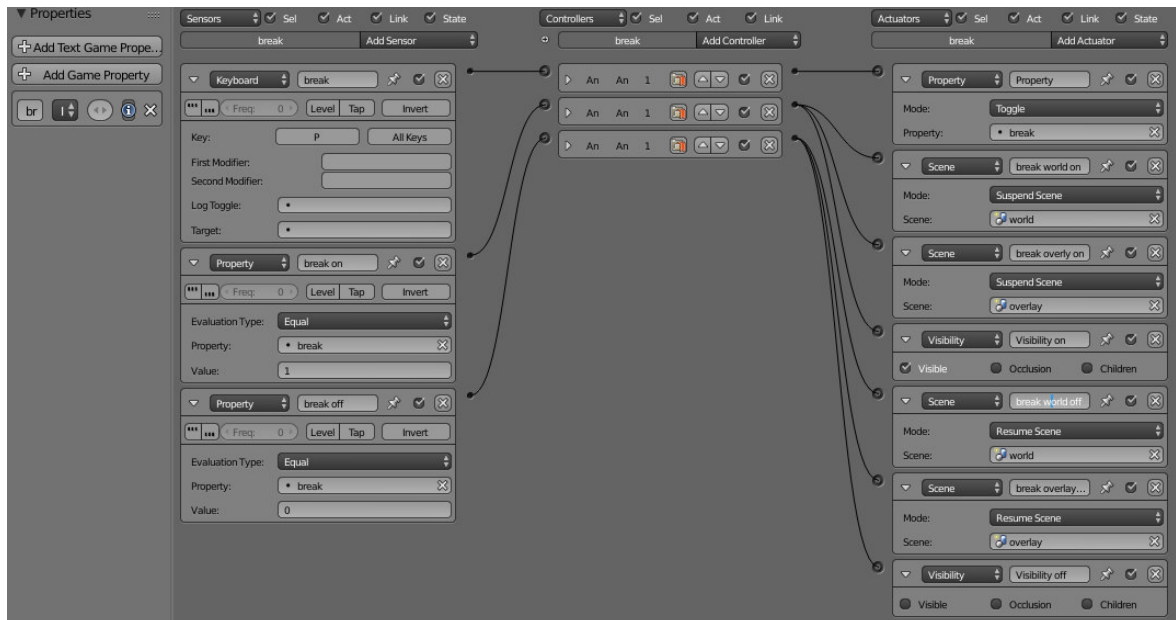 Properties
Add Text Game Prope...
Add Game Property
br
Sensors Sel Act Link State
break Add Sensor
Keyboard break
Freq: 0 Level Tap Invert
Key: P All Keys
First Modifier:
Second Modifier:
Log Toggle:
Target:
Property break on
Freq: 0 Level Tap Invert
Evaluation Type: Equal
Property: break
Value: 1
Property break off
Freq: 0 Level Tap Invert
Evaluation Type: Equal
Property: break
Value: 0
Controllers Sel Act Link
break Add Controller
An An 1
An An 1
An An 1
Actuators Sel Act Link State
break Add Actuator
Property Property
Mode: Toggle
Property: break
Scene break world on
Mode: Suspend Scene
Scene: world
Scene break overly on
Mode: Suspend Scene
Scene: overlay
Visibility Visibility on
Visible Occlusion Children
Scene break world off
Mode: Resume Scene
Scene: world
Scene break overlay...
Mode: Resume Scene
Scene: overlay
Visibility Visibility off
Visible Occlusion Children